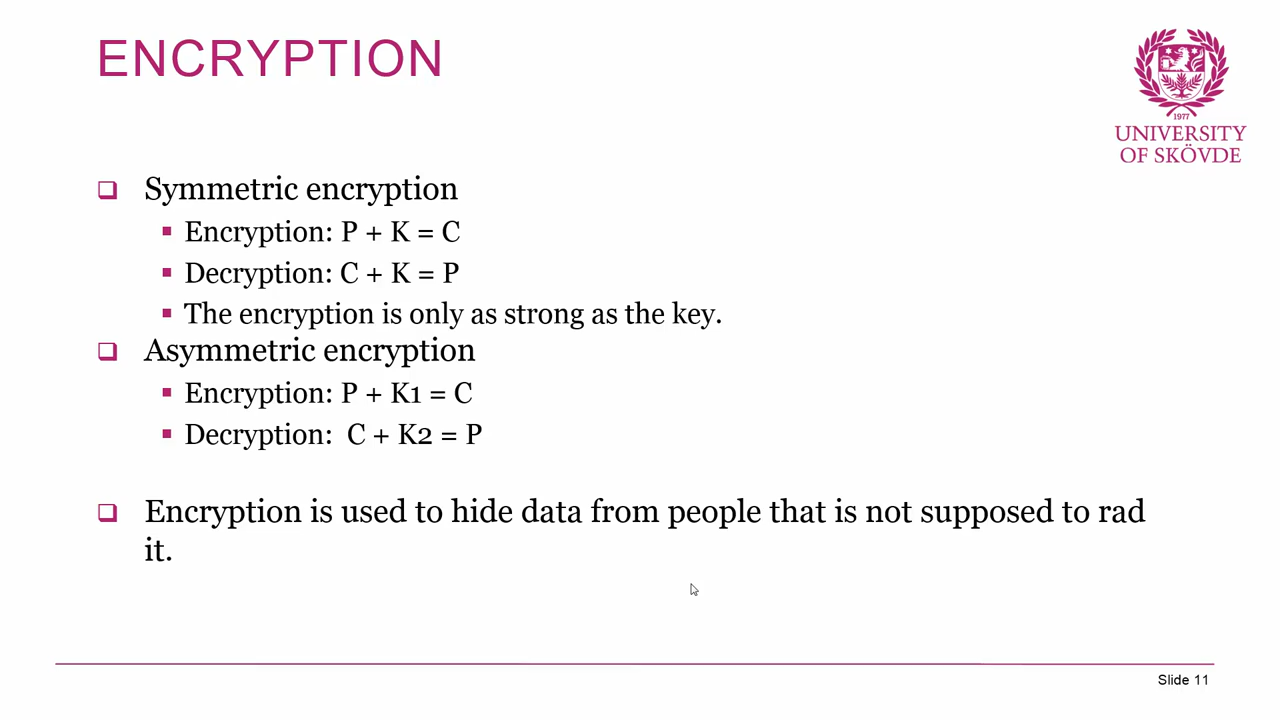 ENCRYPTION
1977
UNIVERSITY
OF SKÖVDE
Symmetric encryption
Encryption: P + K = C
Decryption: C + K = P
The encryption is only as strong as the key.
Asymmetric encryption
Encryption: P + K1 = C
Decryption:  C + K2 = P
Encryption is used to hide data from people that is not supposed to rad
it.
Slide 11